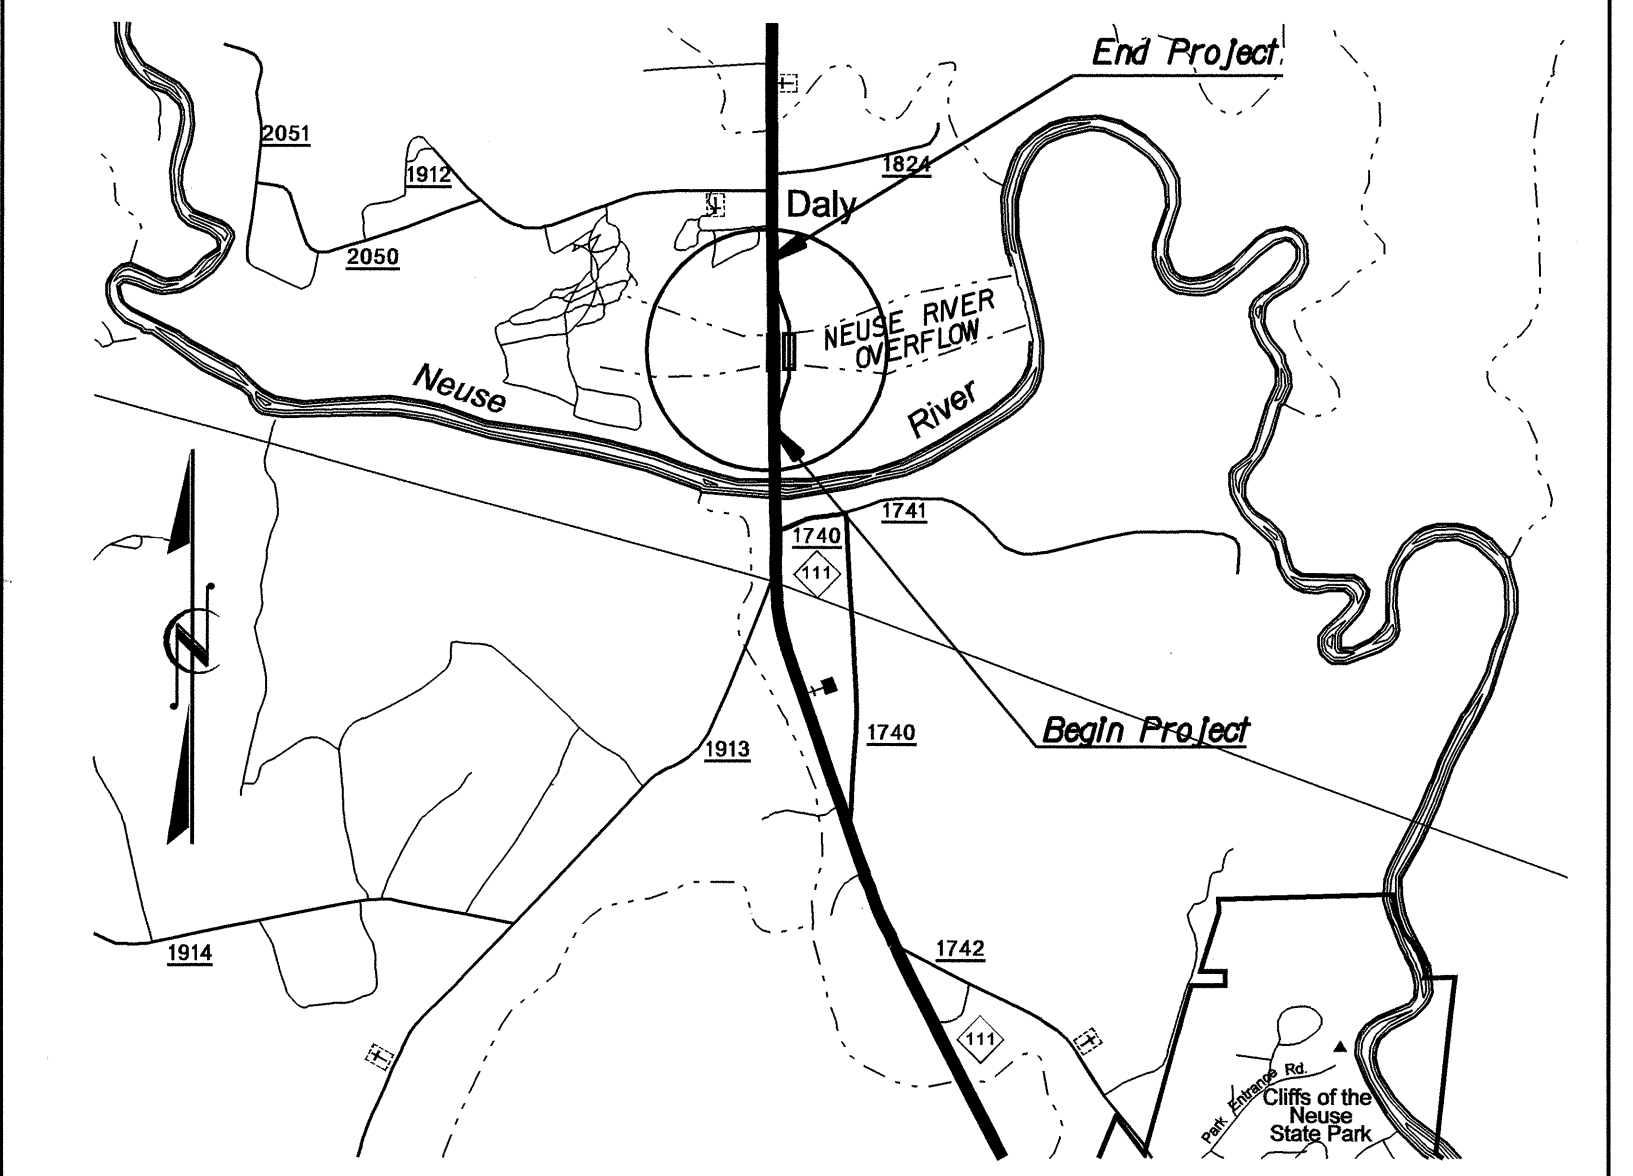 End Project
2051
1912
1824
Daly
2050
NEUSE RIVER
OVERFLOW
Neuse
River
1741
1740
111
N
Begin Project
1740
1913
1914
1742
111
Park Entrance Rd.
Cliffs of the
Neuse
State Park